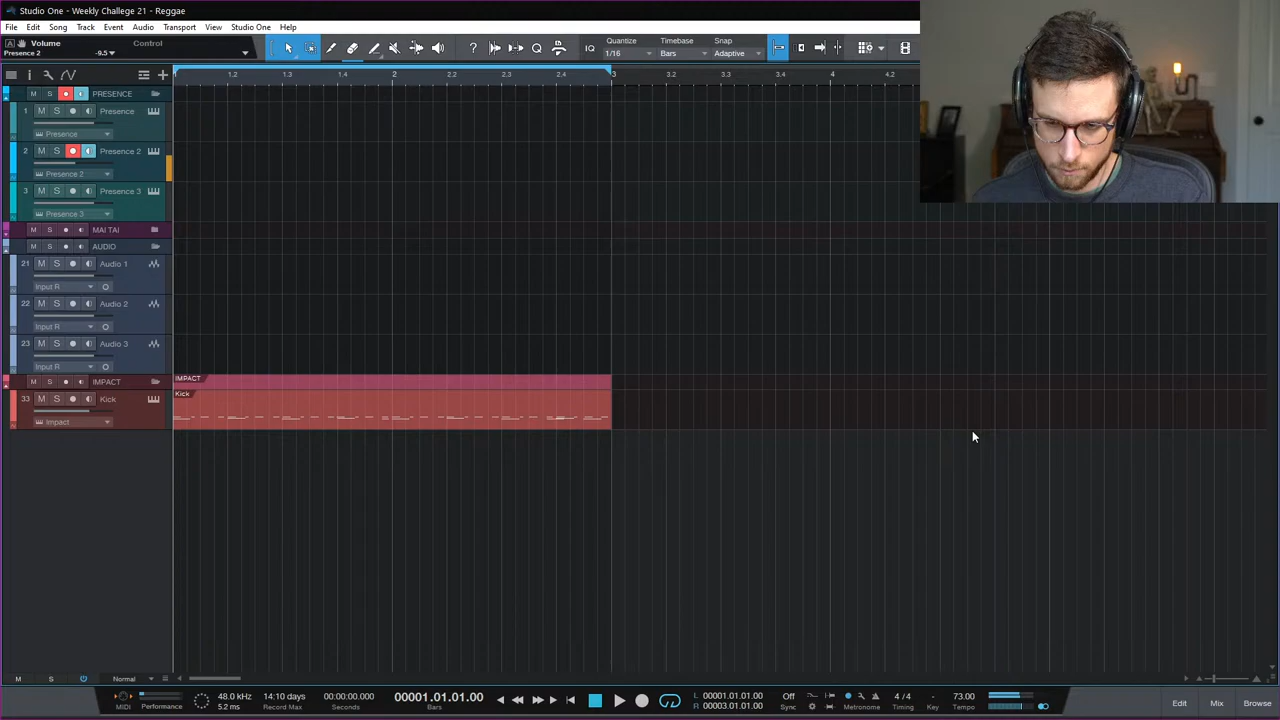 Studio One - Weekly Challege 21 - Reggae
File Edit Song Track Event Audio Transport View Studio One Help
Volume Control
Presence 2 -9.5
Quantize Timebase Snap
IQ 1/16 Bars Adaptive
1.2 1.3 1.4 2 2.2 2.3 2.4 3 3.2 3.3 3.4 4 4.2
M S PRESENCE
1 M S Presence
Presence
2 M S Presence 2
Presence 2
3 M S Presence 3
Presence 3
M S MAI TAI
M S AUDIO
21 M S Audio 1
Input R
22 M S Audio 2
Input R
23 M S Audio 3
Input R
M S IMPACT
IMPACT
33 M S Kick
Kick
Impact
M S Normal
MIDI Performance
48.0 kHz
5.2 ms
14:10 days
Record Max
00:00:00.000
Seconds
00001.01.01.00
Bars
L 00001.01.01.00
R 00003.01.01.00
Off
Sync
Metronome
4 / 4
Timing
-
Key
73.00
Tempo
Edit Mix Browse